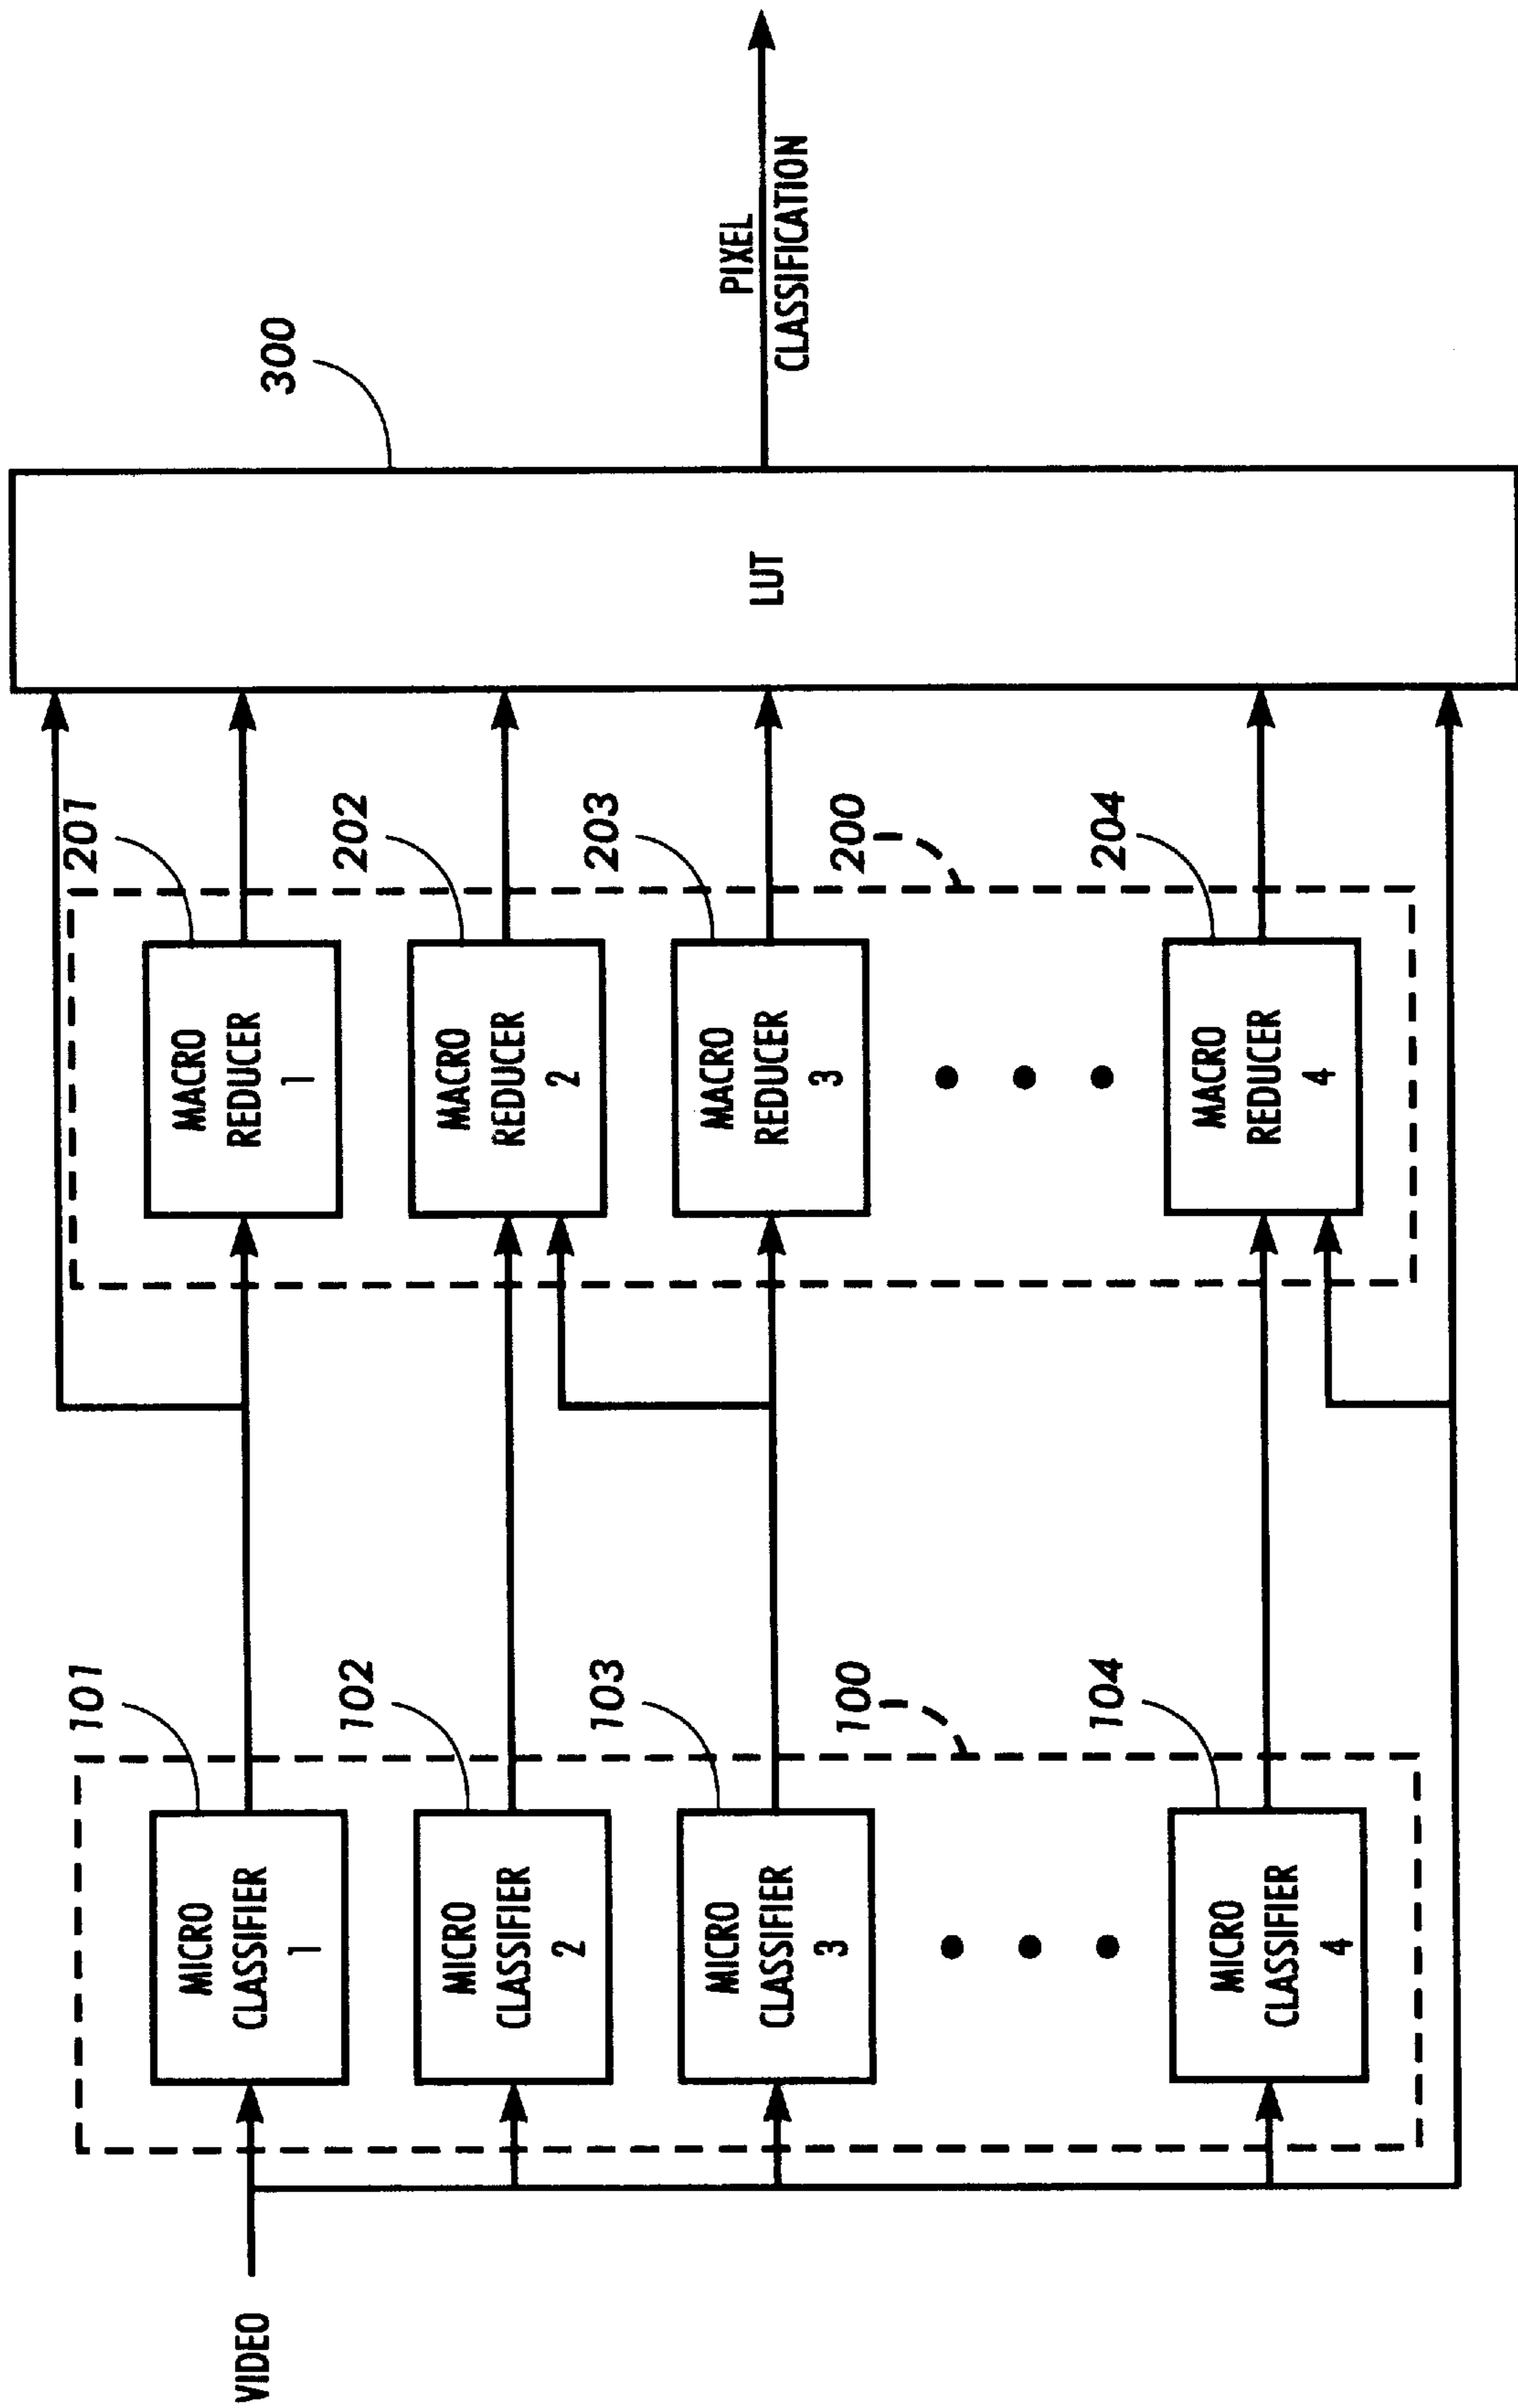 VIDEO
100
101
MICRO
CLASSIFIER
1
102
MICRO
CLASSIFIER
2
103
MICRO
CLASSIFIER
3
104
MICRO
CLASSIFIER
4
200
201
MACRO
REDUCER
1
202
MACRO
REDUCER
2
203
MACRO
REDUCER
3
204
MACRO
REDUCER
4
300
LUT
PIXEL
CLASSIFICATION